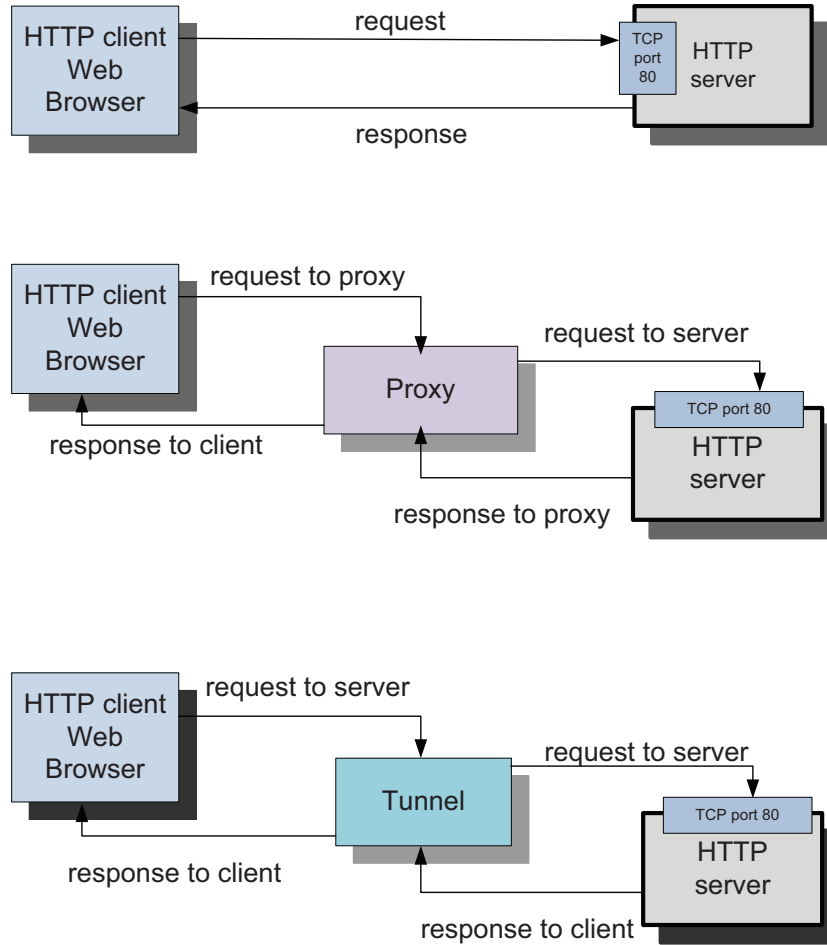 request
HTTP client
Web
Browser
TCP
port
80
HTTP
server
response
request to proxy
HTTP client
Web
Browser
request to server
Proxy
TCP port 80
response to client
HTTP
server
response to proxy
request to server
HTTP client
Web
Browser
request to server
Tunnel
TCP port 80
response to client
HTTP
server
response to client